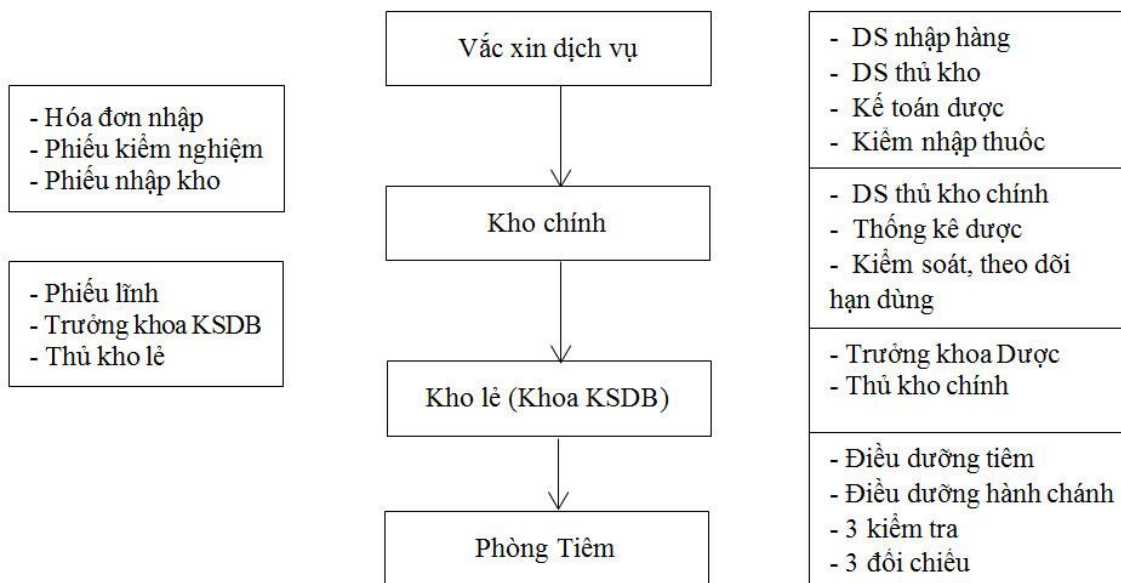 Vắc xin dịch vụ
- DS nhập hàng
- DS thủ kho
- Kế toán dược
- Kiểm nhập thuốc
- Hóa đơn nhập
- Phiếu kiểm nghiệm
- Phiếu nhập kho
Kho chính
- DS thủ kho chính
- Thống kê dược
- Kiểm soát, theo dõi
hạn dùng
- Phiếu lĩnh
- Trưởng khoa KSDB
- Thủ kho lẻ
Kho lẻ (Khoa KSDB)
- Trưởng khoa Dược
- Thủ kho chính
Phòng Tiêm
- Điều dưỡng tiêm
- Điều dưỡng hành chánh
- 3 kiểm tra
- 3 đối chiếu